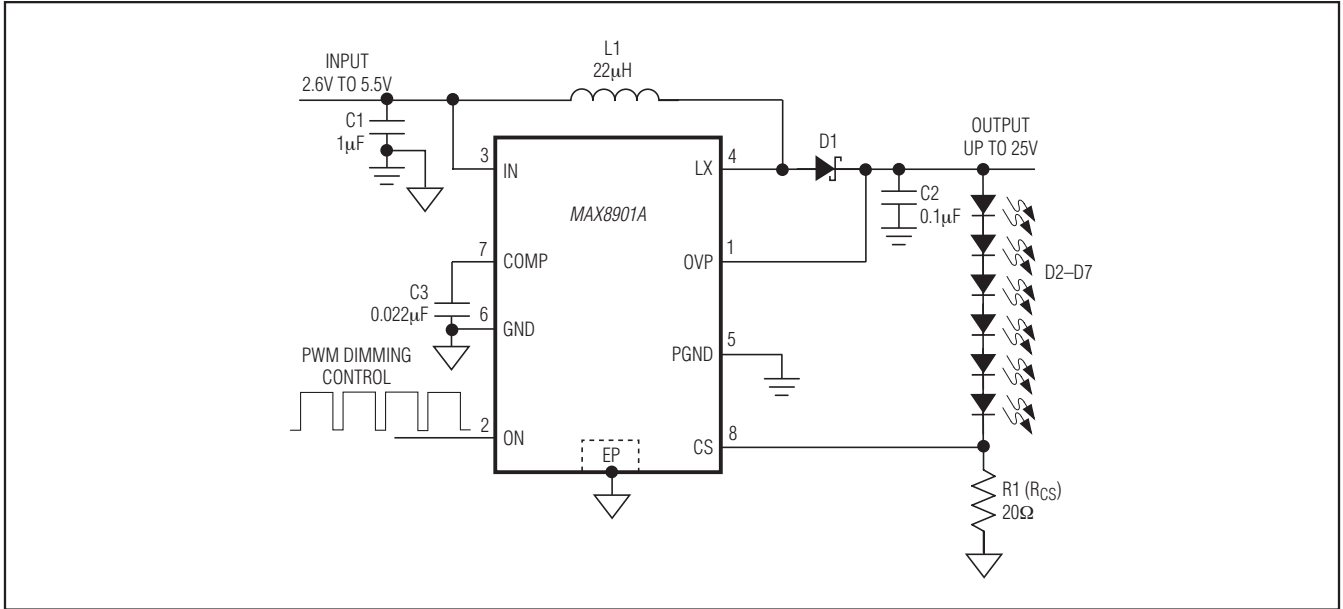 INPUT
2.6V TO 5.5V
L1
22μH
C1
1μF
3
IN
LX
4
D1
OUTPUT
UP TO 25V
C2
0.1μF
MAX8901A
7
COMP
OVP
1
D2–D7
C3
0.022μF
6
GND
PGND
5
PWM DIMMING
CONTROL
2
ON
EP
CS
8
R1 (RCS)
20Ω